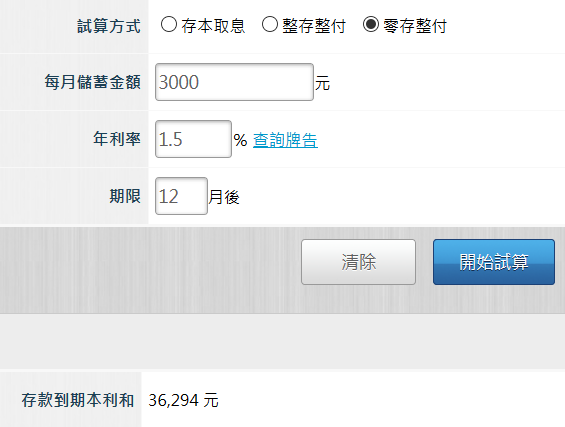 試算方式 存本取息 整存整付 零存整付
每月儲蓄金額 3000 元
年利率 1.5 % 查詢牌告
期限 12 月後
清除 開始試算
存款到期本利和 36,294 元